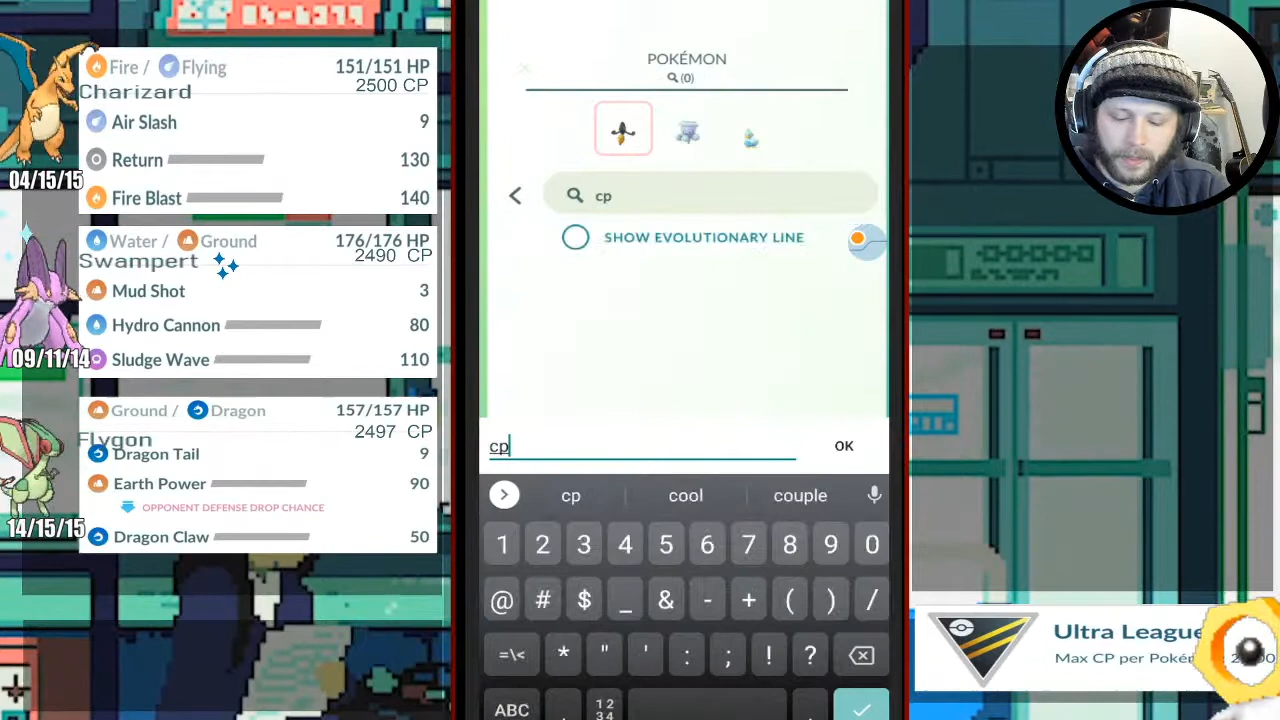 Fire / Flying 151/151 HP
Charizard 2500 CP
Air Slash 9
Return 130
Fire Blast 140
04/15/15
Water / Ground 176/176 HP
Swampert 2490 CP
Mud Shot 3
Hydro Cannon 80
Sludge Wave 110
09/11/14
Ground / Dragon 157/157 HP
Flygon 2497 CP
Dragon Tail 9
Earth Power 90
OPPONENT DEFENSE DROP CHANCE
Dragon Claw 50
14/15/15
POKÉMON
(0)
cp
SHOW EVOLUTIONARY LINE
cp OK
cp cool couple
1 2 3 4 5 6 7 8 9 0
@ # $ _ & - + ( ) /
=\< * " ' : ; ! ?
ABC , 12 .
34
Ultra League
Max CP per